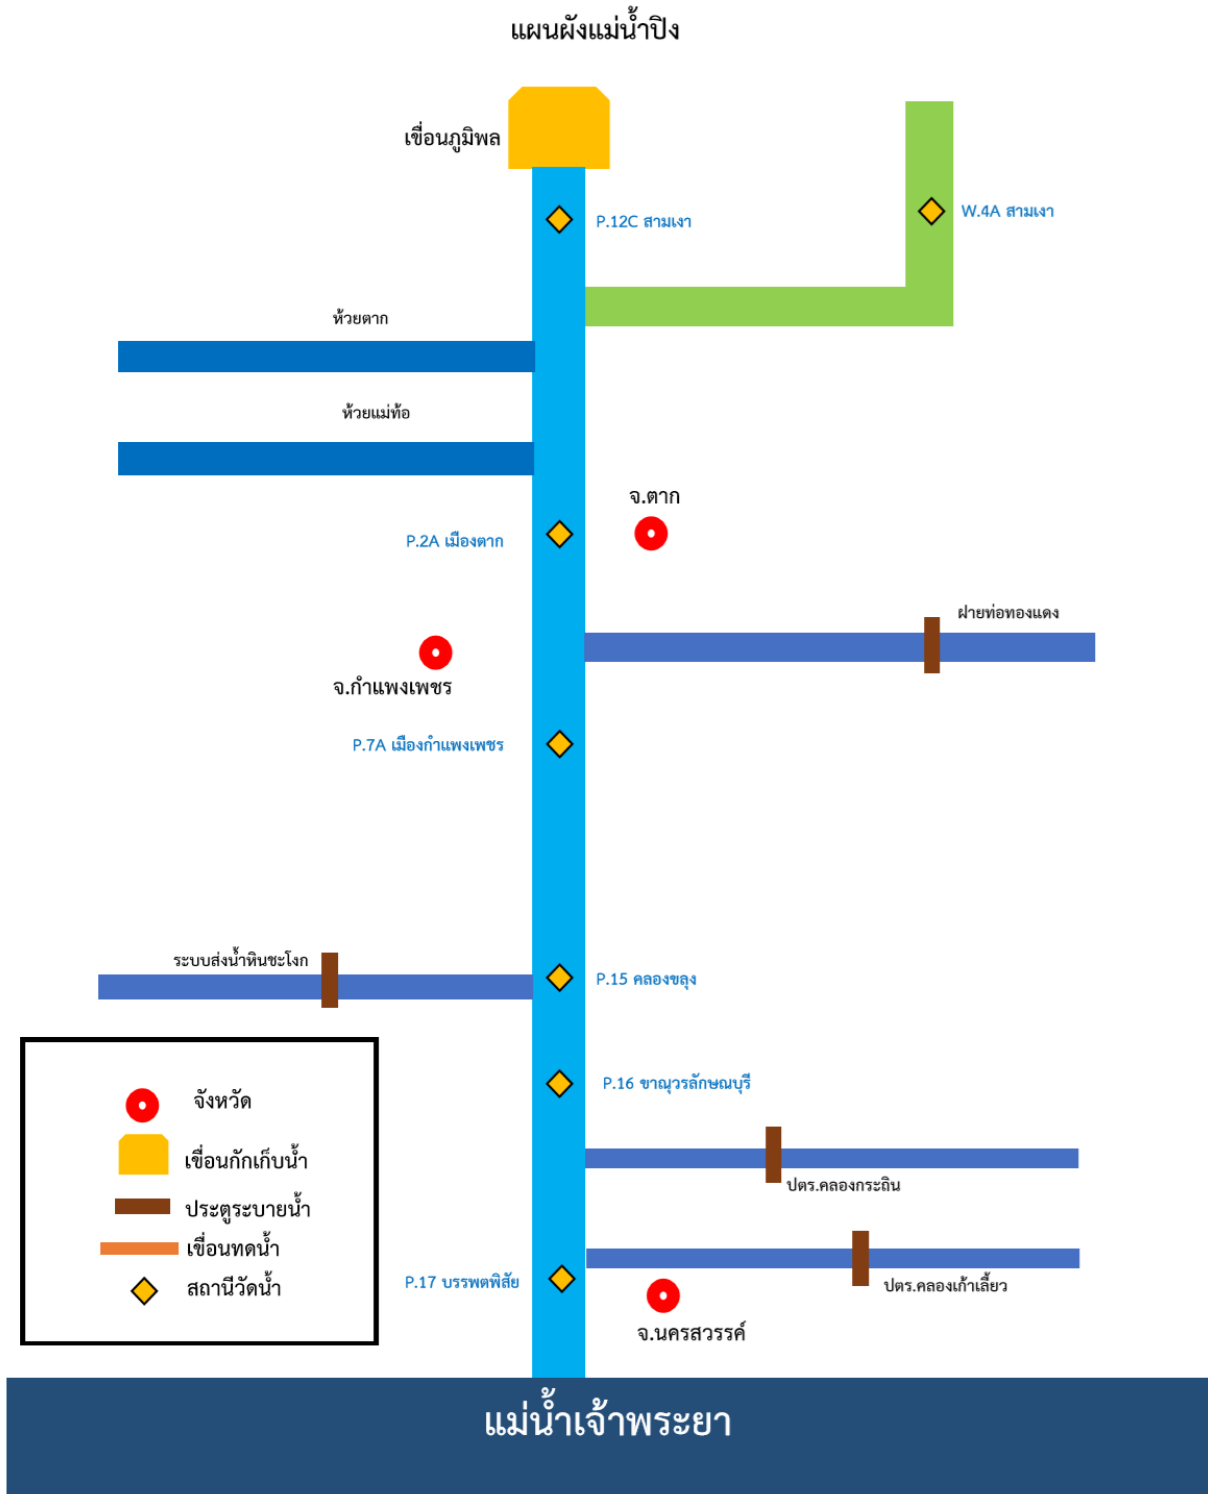 แผนผังแม่น้ำปิง
เขื่อนภูมิพล
P.12C สามเงา
W.4A สามเงา
ห้วยตาก
ห้วยแม่ท้อ
จ.ตาก
P.2A เมืองตาก
ฝายท่อทองแดง
จ.กำแพงเพชร
P.7A เมืองกำแพงเพชร
ระบบส่งน้ำหินชะโงก
P.15 คลองขลุง
P.16 ขาณุวรลักษณบุรี
จังหวัด
เขื่อนกักเก็บน้ำ
ประตูระบายน้ำ
เขื่อนทดน้ำ
สถานีวัดน้ำ
ปตร.คลองกระถิน
P.17 บรรพตพิสัย
ปตร.คลองเก้าเลี้ยว
จ.นครสวรรค์
แม่น้ำเจ้าพระยา